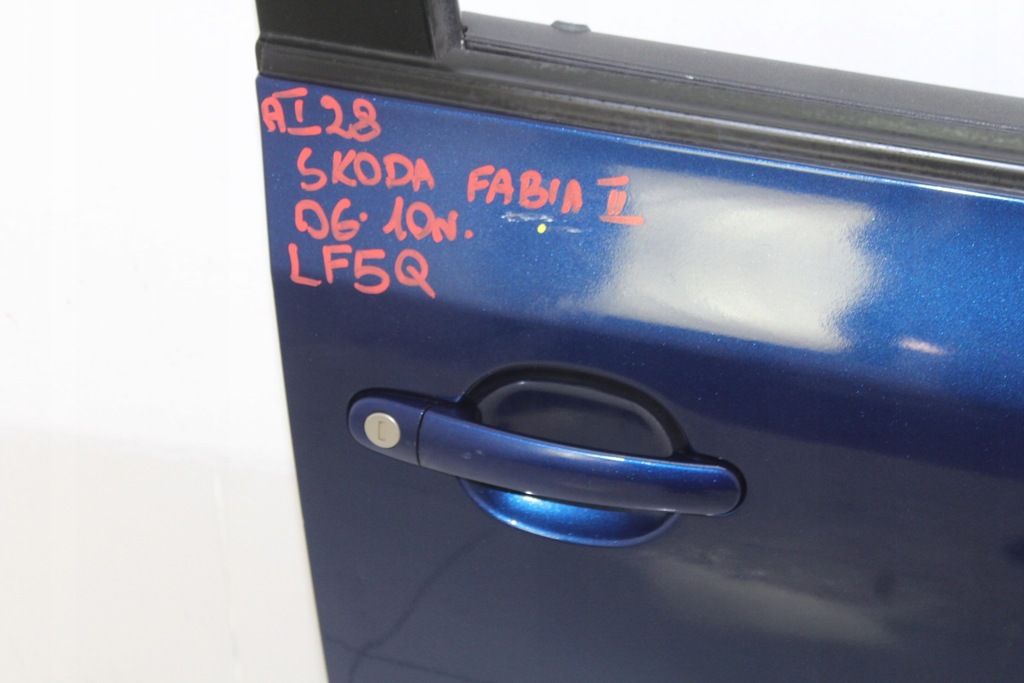 AI28
SKODA FABIA II
06.10r.
LF5Q